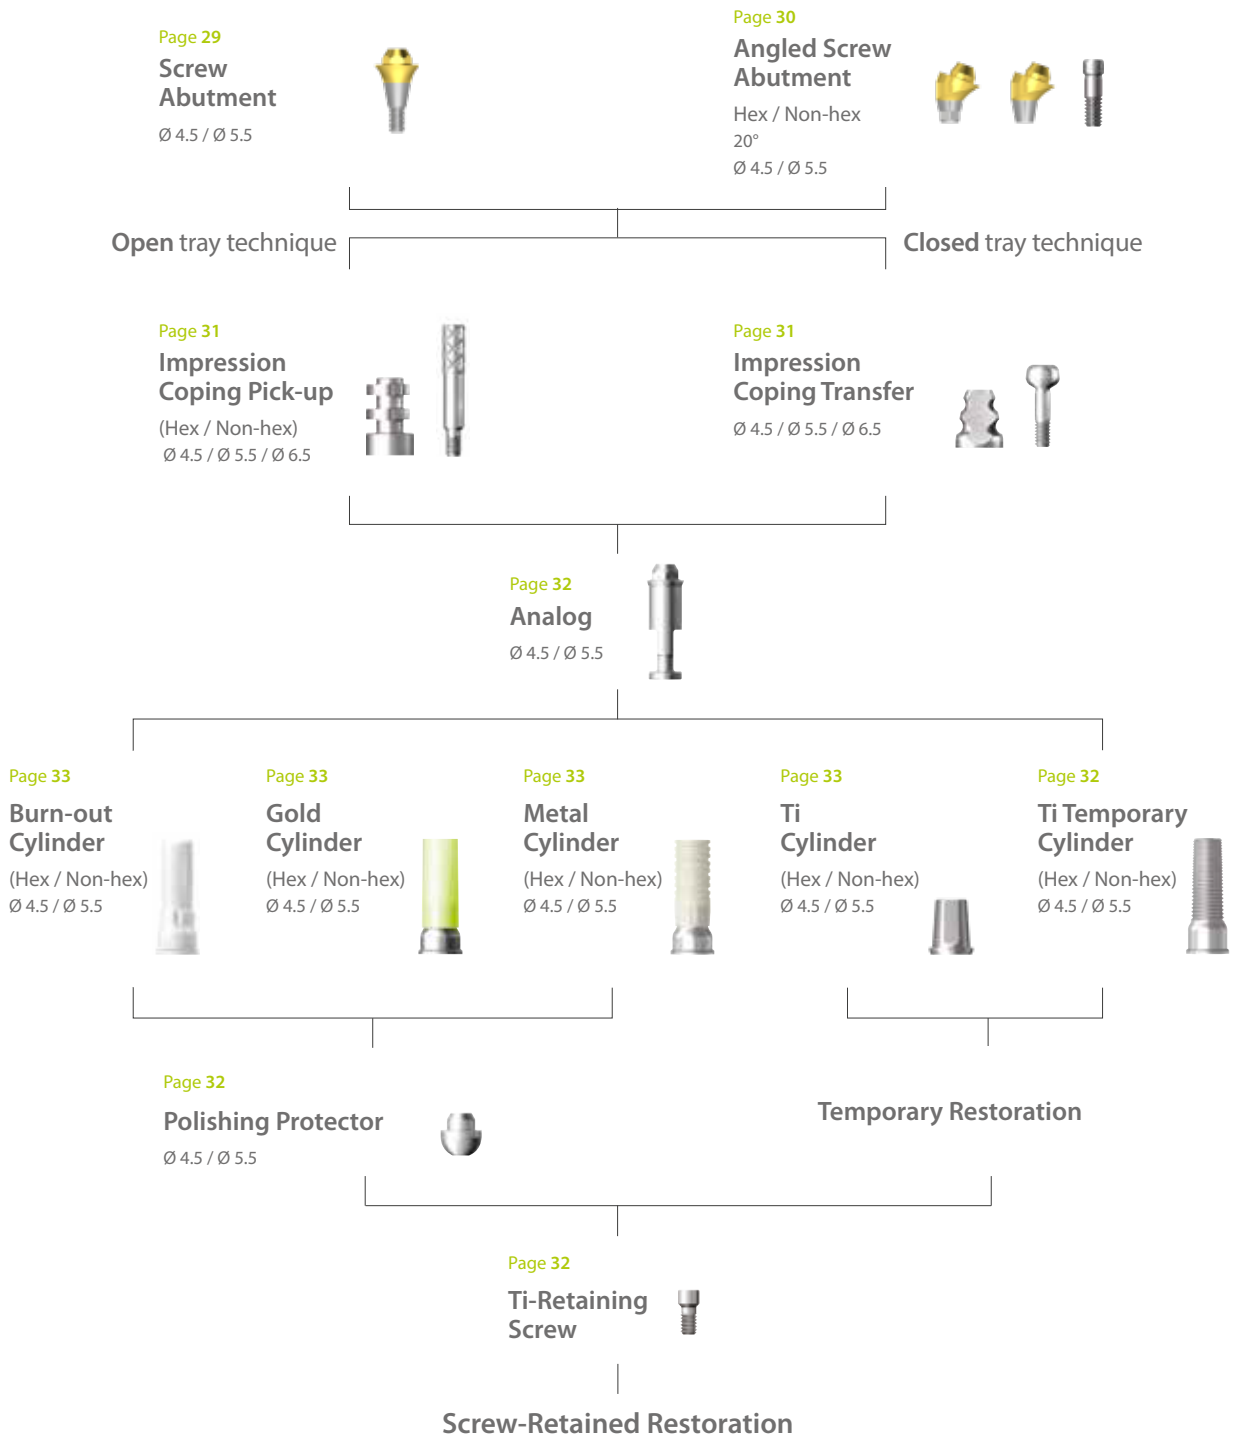 Page 29
Screw
Abutment
Ø 4.5 / Ø 5.5
Page 30
Angled Screw
Abutment
Hex / Non-hex
20°
Ø 4.5 / Ø 5.5
Open tray technique
Closed tray technique
Page 31
Impression
Coping Pick-up
(Hex / Non-hex)
Ø 4.5 / Ø 5.5 / Ø 6.5
Page 31
Impression
Coping Transfer
Ø 4.5 / Ø 5.5 / Ø 6.5
Page 32
Analog
Ø 4.5 / Ø 5.5
Page 33
Burn-out
Cylinder
(Hex / Non-hex)
Ø 4.5 / Ø 5.5
Page 33
Gold
Cylinder
(Hex / Non-hex)
Ø 4.5 / Ø 5.5
Page 33
Metal
Cylinder
(Hex / Non-hex)
Ø 4.5 / Ø 5.5
Page 33
Ti
Cylinder
(Hex / Non-hex)
Ø 4.5 / Ø 5.5
Page 32
Ti Temporary
Cylinder
(Hex / Non-hex)
Ø 4.5 / Ø 5.5
Page 32
Polishing Protector
Ø 4.5 / Ø 5.5
Temporary Restoration
Page 32
Ti-Retaining
Screw
Screw-Retained Restoration